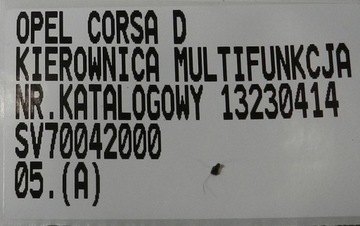 OPEL CORSA D
KIEROWNICA MULTIFUNKCJA
NR.KATALOGOWY 13230414
SV70042000
05.(A)